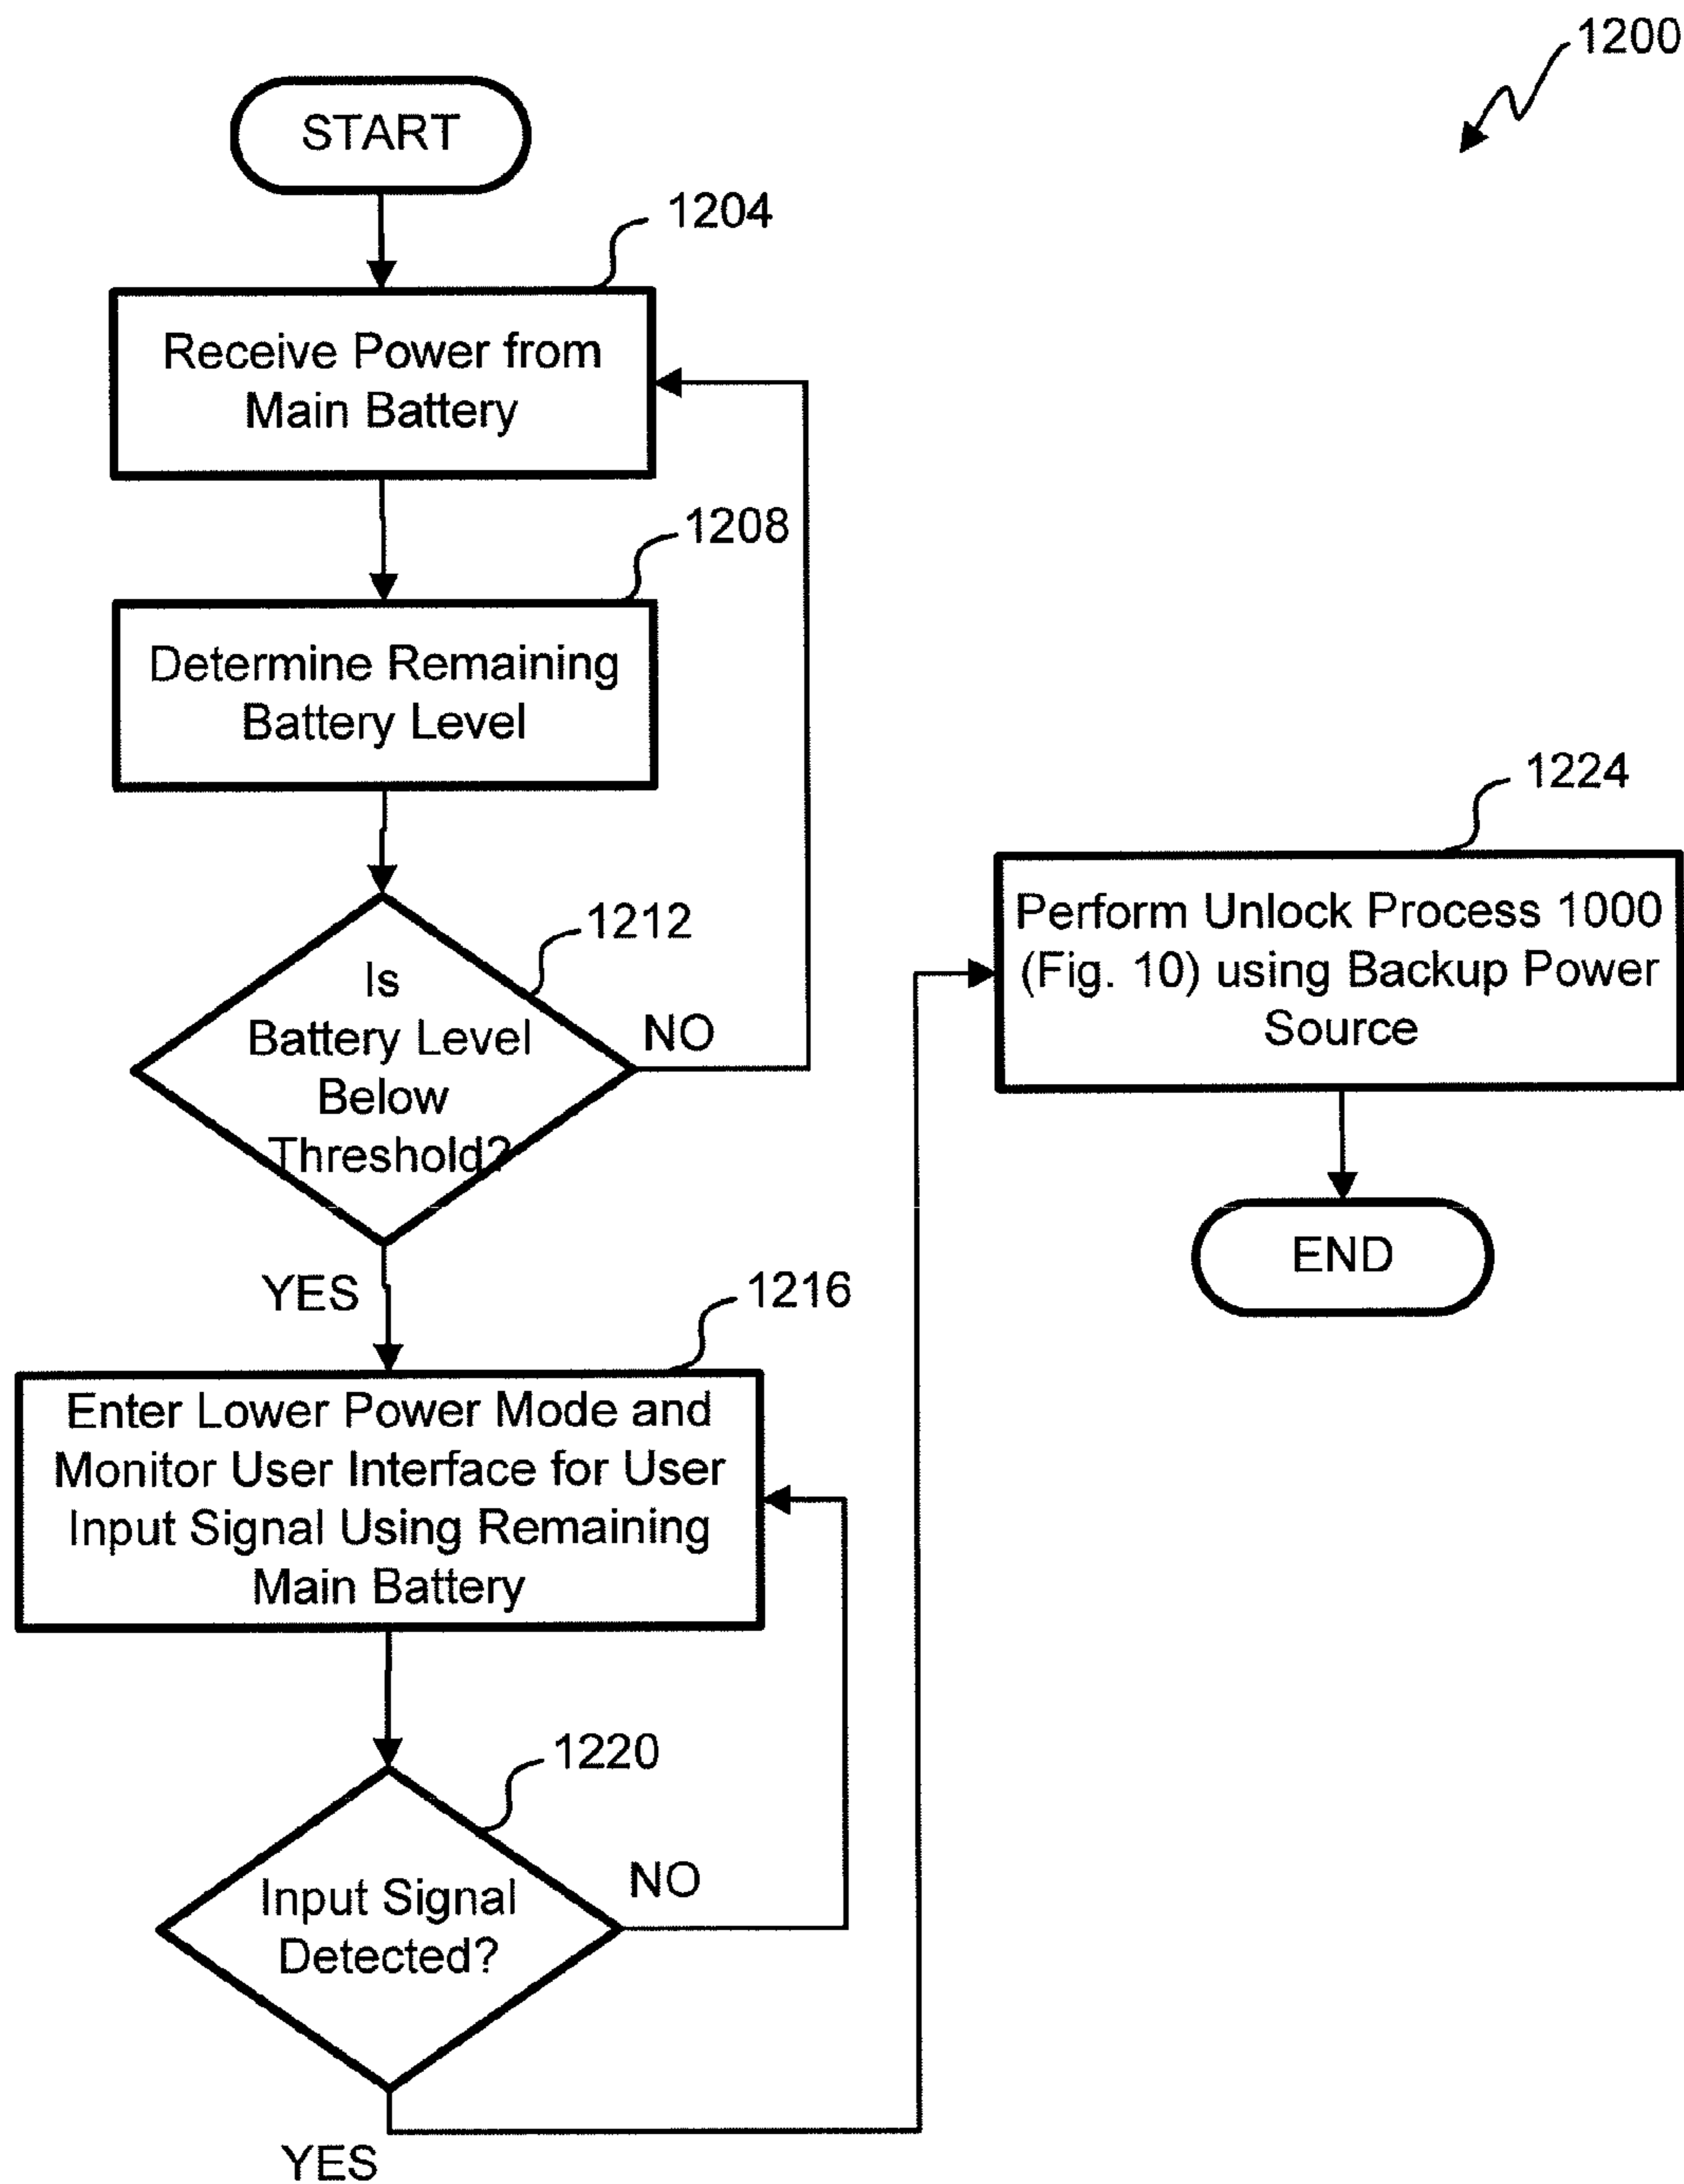 1200
START
1204
Receive Power from
Main Battery
1208
Determine Remaining
Battery Level
1212
Is
Battery Level
Below
Threshold?
NO
YES
1216
Enter Lower Power Mode and
Monitor User Interface for User
Input Signal Using Remaining
Main Battery
1220
Input Signal
Detected?
NO
YES
1224
Perform Unlock Process 1000
(Fig. 10) using Backup Power
Source
END